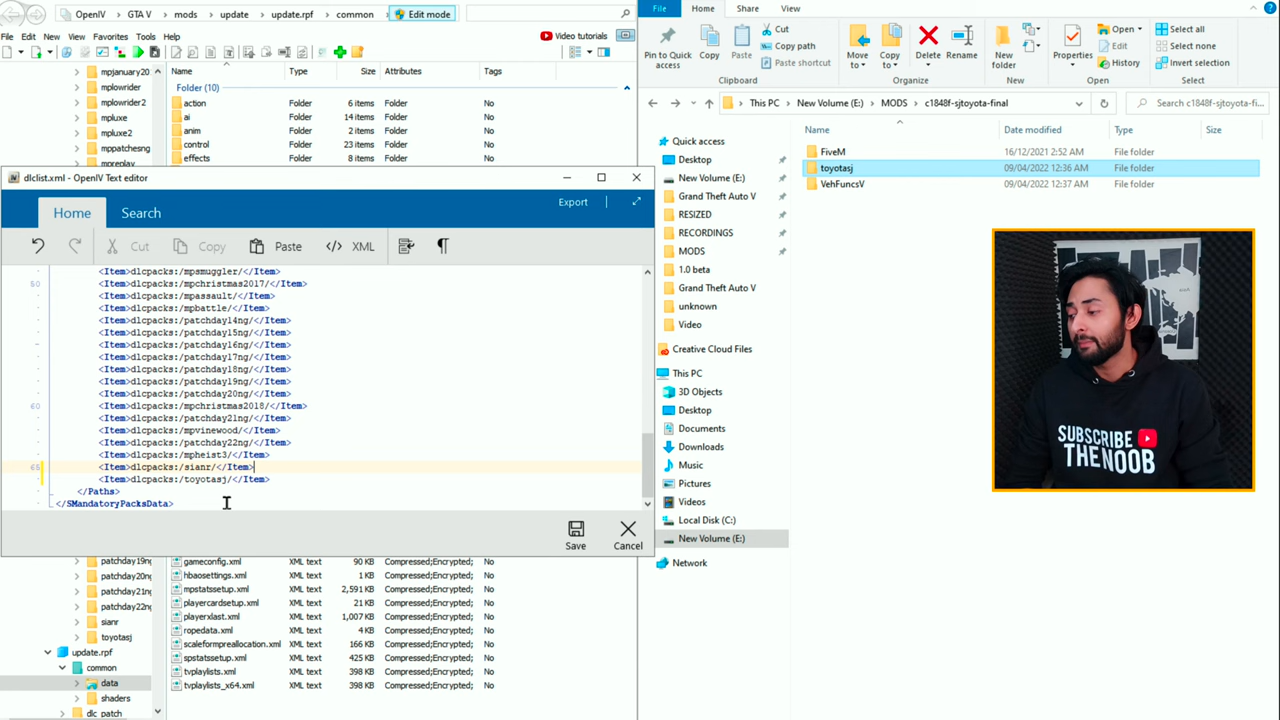 OpenIV > GTA V > mods > update > update.rpf > common > Edit mode
File Edit New View Favorites Tools Help
Video tutorials
mpjanuary20
mplowrider
mplowrider2
mpluxe
mpluxe2
mppatchesng
mpreplay
Name Type Size Attributes Tags
Folder (10)
action Folder 6 items Folder; No
ai Folder 14 items Folder; No
anim Folder 2 items Folder; No
control Folder 23 items Folder; No
effects Folder 8 items Folder; No
dlclist.xml - OpenIV Text editor
Home Search
Export
Cut Copy Paste </> XML ¶
<Item>dlcpacks:/mpsmuggler/</Item>
50 <Item>dlcpacks:/mpchristmas2017/</Item>
<Item>dlcpacks:/mpassault/</Item>
<Item>dlcpacks:/mpbattle/</Item>
<Item>dlcpacks:/patchday14ng/</Item>
<Item>dlcpacks:/patchday15ng/</Item>
<Item>dlcpacks:/patchday16ng/</Item>
<Item>dlcpacks:/patchday17ng/</Item>
<Item>dlcpacks:/patchday18ng/</Item>
<Item>dlcpacks:/patchday19ng/</Item>
<Item>dlcpacks:/patchday20ng/</Item>
60 <Item>dlcpacks:/mpchristmas2018/</Item>
<Item>dlcpacks:/patchday21ng/</Item>
<Item>dlcpacks:/mpvinewood/</Item>
<Item>dlcpacks:/patchday22ng/</Item>
<Item>dlcpacks:/mpheist3/</Item>
65 <Item>dlcpacks:/sianr/</Item>
<Item>dlcpacks:/toyotasj/</Item>
</Paths>
</SMandatoryPacksData>
Save Cancel
patchday19ng
patchday20ng
patchday21ng
patchday22ng
sianr
toyotasj
update.rpf
common
data
shaders
dlc_patch
gameconfig.xml XML text 90 KB Compressed;Encrypted; No
hbaosettings.xml XML text 1 KB Compressed;Encrypted; No
mpstatssetup.xml XML text 2,591 KB Compressed;Encrypted; No
playercardsetup.xml XML text 21 KB Compressed;Encrypted; No
playerxlast.xml XML text 1,007 KB Compressed;Encrypted; No
ropedata.xml XML text 4 KB Compressed;Encrypted; No
scaleformpreallocation.xml XML text 166 KB Compressed;Encrypted; No
spstatssetup.xml XML text 425 KB Compressed;Encrypted; No
tvplaylists.xml XML text 398 KB Compressed;Encrypted; No
tvplaylists_x64.xml XML text 398 KB Compressed;Encrypted; No
File Home Share View
Pin to Quick access
Copy
Paste
Cut
Copy path
Paste shortcut
Clipboard
Move to
Copy to
Delete
Rename
Organize
New folder
New
Properties
Open
Edit
History
Open
Select all
Select none
Invert selection
Select
This PC > New Volume (E:) > MODS > c1848f-sjtoyota-final
Search c1848f-sjtoyota-fi...
Name Date modified Type Size
FiveM 16/12/2021 2:52 AM File folder
toyotasj 09/04/2022 12:36 AM File folder
VehFuncsV 09/04/2022 12:37 AM File folder
Quick access
Desktop
New Volume (E:)
Grand Theft Auto V
RESIZED
RECORDINGS
MODS
1.0 beta
Grand Theft Auto V
unknown
Video
Creative Cloud Files
This PC
3D Objects
Desktop
Documents
Downloads
Music
Pictures
Videos
Local Disk (C:)
New Volume (E:)
Network
SUBSCRIBE
THENOOB